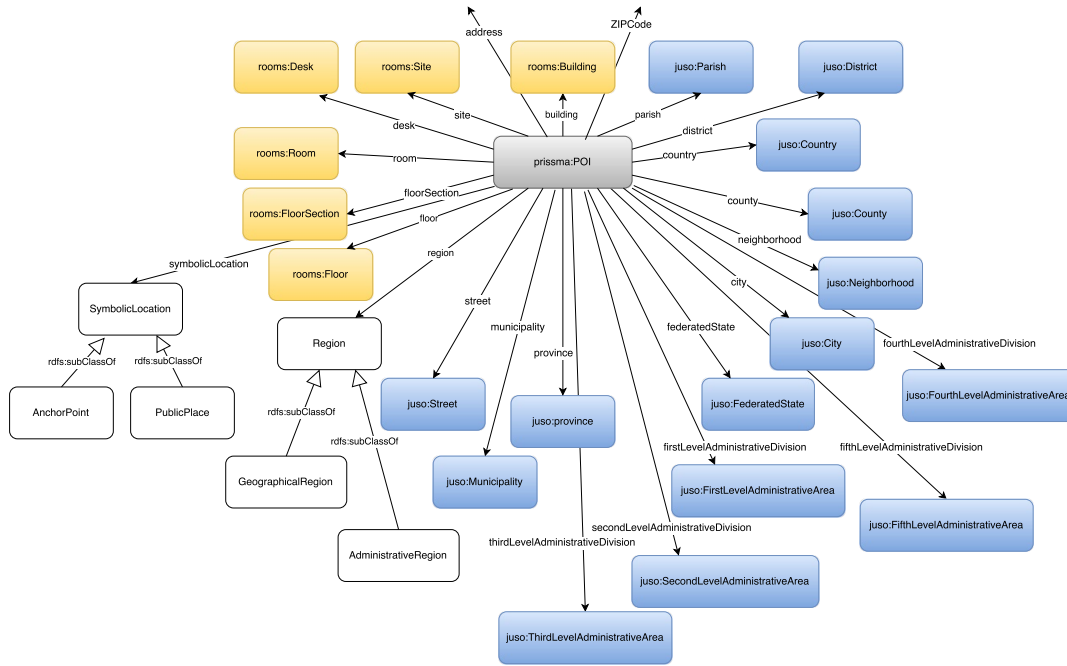 address
ZIPCode
rooms:Desk
rooms:Site
rooms:Building
juso:Parish
juso:District
desk
site
building
parish
district
rooms:Room
room
prissma:POI
country
juso:Country
floorSection
rooms:FloorSection
floor
county
juso:County
symbolicLocation
rooms:Floor
region
neighborhood
juso:Neighborhood
city
SymbolicLocation
street
municipality
federatedState
juso:City
fourthLevelAdministrativeDivision
Region
province
rdfs:subClassOf
rdfs:subClassOf
juso:FourthLevelAdministrativeArea
AnchorPoint
PublicPlace
rdfs:subClassOf
juso:Street
juso:province
juso:FederatedState
rdfs:subClassOf
firstLevelAdministrativeDivision
fifthLevelAdministrativeDivision
GeographicalRegion
juso:Municipality
juso:FirstLevelAdministrativeArea
juso:FifthLevelAdministrativeArea
secondLevelAdministrativeDivision
thirdLevelAdministrativeDivision
AdministrativeRegion
juso:SecondLevelAdministrativeArea
juso:ThirdLevelAdministrativeArea